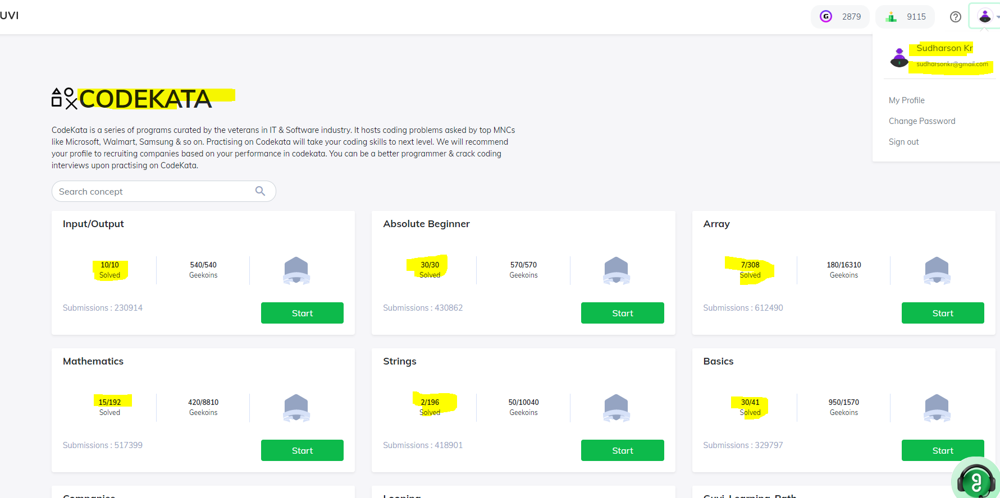 UVI
2879
9115
Sudharson Kr
sudharsonkr@gmail.com
My Profile
Change Password
Sign out
CODEKATA
CodeKata is a series of programs curated by the veterans in IT & Software industry. It hosts coding problems asked by top MNCs
like Microsoft, Walmart, Samsung & so on. Practising on Codekata will take your coding skills to next level. We will recommend
your profile to recruiting companies based on your performance in codekata. You can be a better programmer & crack coding
interviews upon practising on CodeKata.
Search concept
Input/Output
10/10
Solved
540/540
Geekoins
Submissions : 230914
Start
Absolute Beginner
30/30
Solved
570/570
Geekoins
Submissions : 430862
Start
Array
7/308
Solved
180/16310
Geekoins
Submissions : 612490
Start
Mathematics
15/192
Solved
420/8810
Geekoins
Submissions : 517399
Start
Strings
2/196
Solved
50/10040
Geekoins
Submissions : 418901
Start
Basics
30/41
Solved
950/1570
Geekoins
Submissions : 329797
Start
Companies
Looping
Guvi-Learning-Path